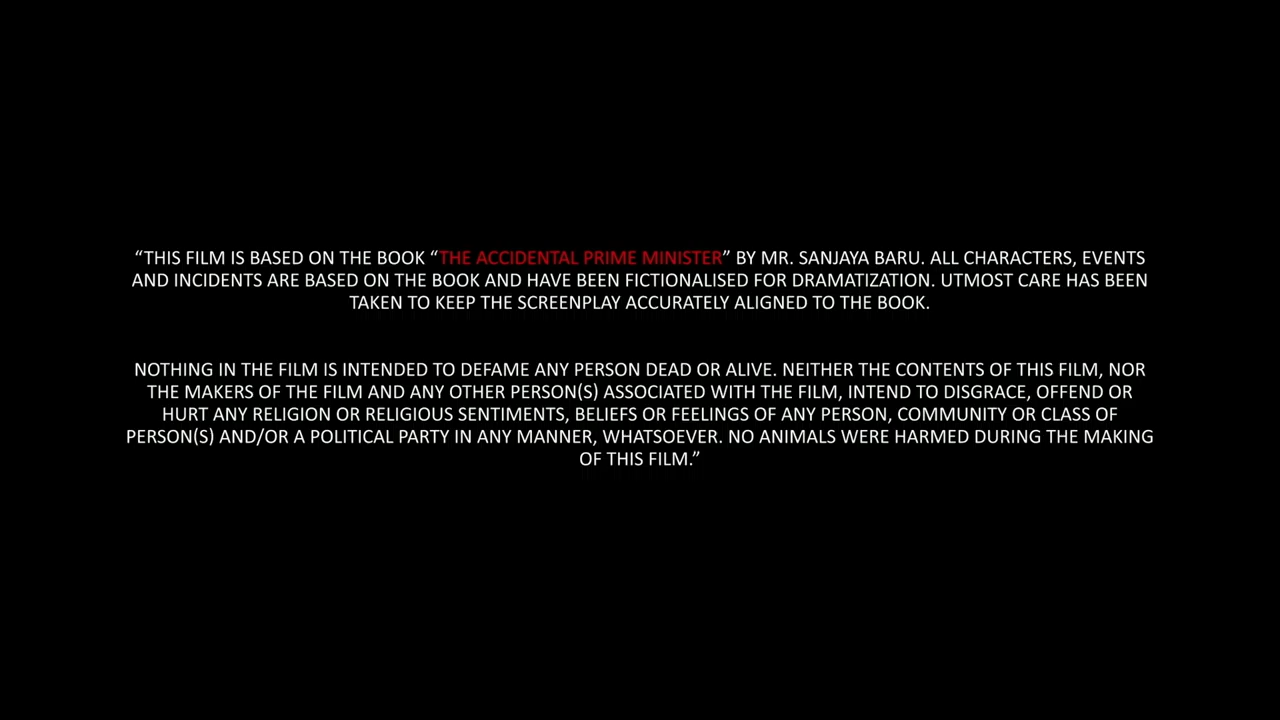 “THIS FILM IS BASED ON THE BOOK “THE ACCIDENTAL PRIME MINISTER” BY MR. SANJAYA BARU. ALL CHARACTERS, EVENTS
AND INCIDENTS ARE BASED ON THE BOOK AND HAVE BEEN FICTIONALISED FOR DRAMATIZATION. UTMOST CARE HAS BEEN
TAKEN TO KEEP THE SCREENPLAY ACCURATELY ALIGNED TO THE BOOK.
NOTHING IN THE FILM IS INTENDED TO DEFAME ANY PERSON DEAD OR ALIVE. NEITHER THE CONTENTS OF THIS FILM, NOR
THE MAKERS OF THE FILM AND ANY OTHER PERSON(S) ASSOCIATED WITH THE FILM, INTEND TO DISGRACE, OFFEND OR
HURT ANY RELIGION OR RELIGIOUS SENTIMENTS, BELIEFS OR FEELINGS OF ANY PERSON, COMMUNITY OR CLASS OF
PERSON(S) AND/OR A POLITICAL PARTY IN ANY MANNER, WHATSOEVER. NO ANIMALS WERE HARMED DURING THE MAKING
OF THIS FILM.”